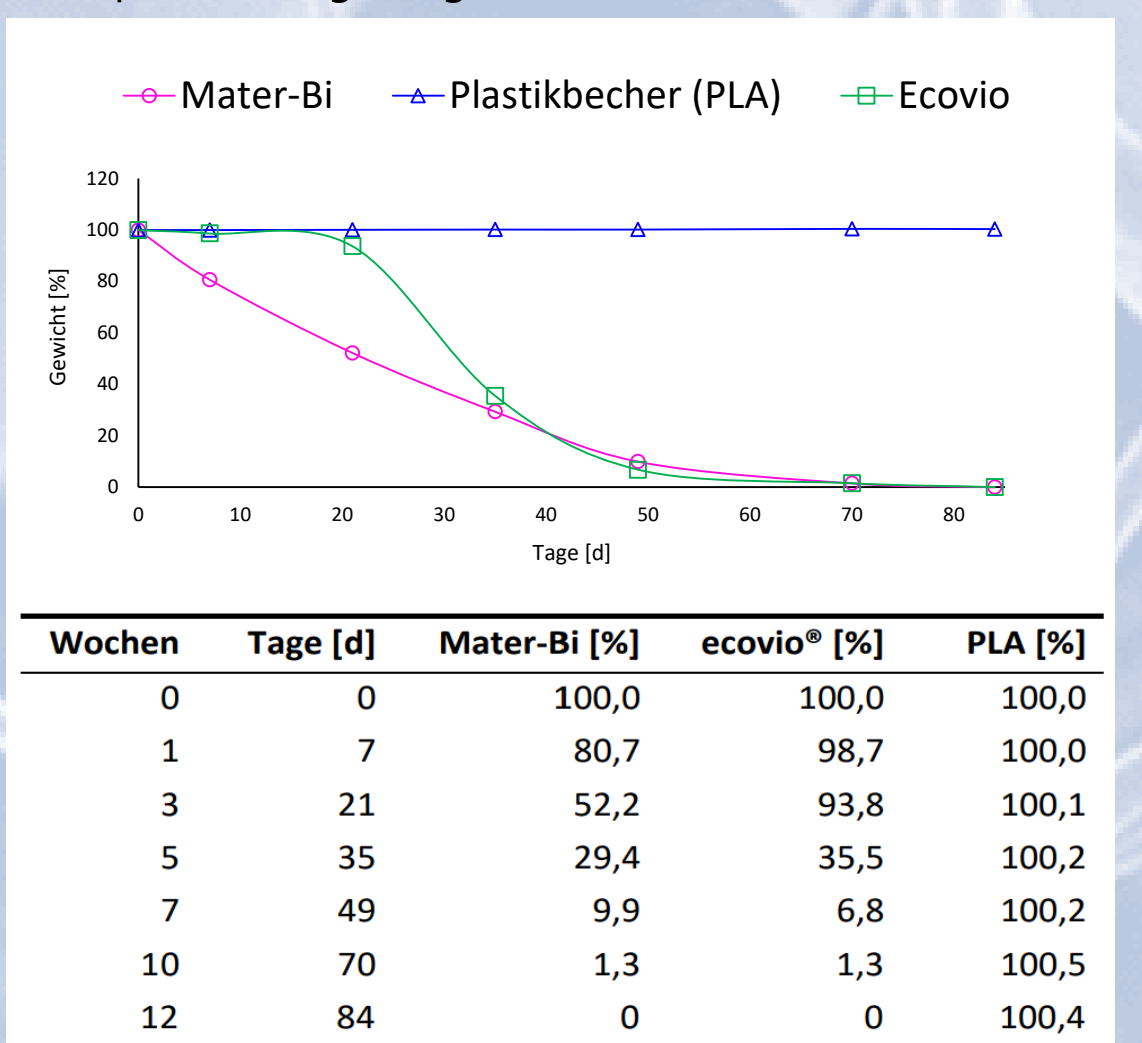 Mater-Bi Plastikbecher (PLA) Ecovio
120
100
80
60
40
20
0
Gewicht [%]
0 10 20 30 40 50 60 70 80
Tage [d]
Wochen Tage [d] Mater-Bi [%] ecovio® [%] PLA [%]
0 0 100,0 100,0 100,0
1 7 80,7 98,7 100,0
3 21 52,2 93,8 100,1
5 35 29,4 35,5 100,2
7 49 9,9 6,8 100,2
10 70 1,3 1,3 100,5
12 84 0 0 100,4